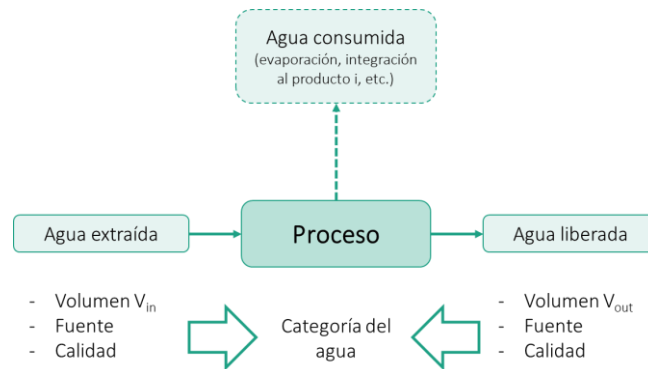 Agua consumida
(evaporación, integración
al producto i, etc.)
Agua extraída
Proceso
Agua liberada
- Volumen Vin
- Fuente
- Calidad
Categoría del
agua
- Volumen Vout
- Fuente
- Calidad